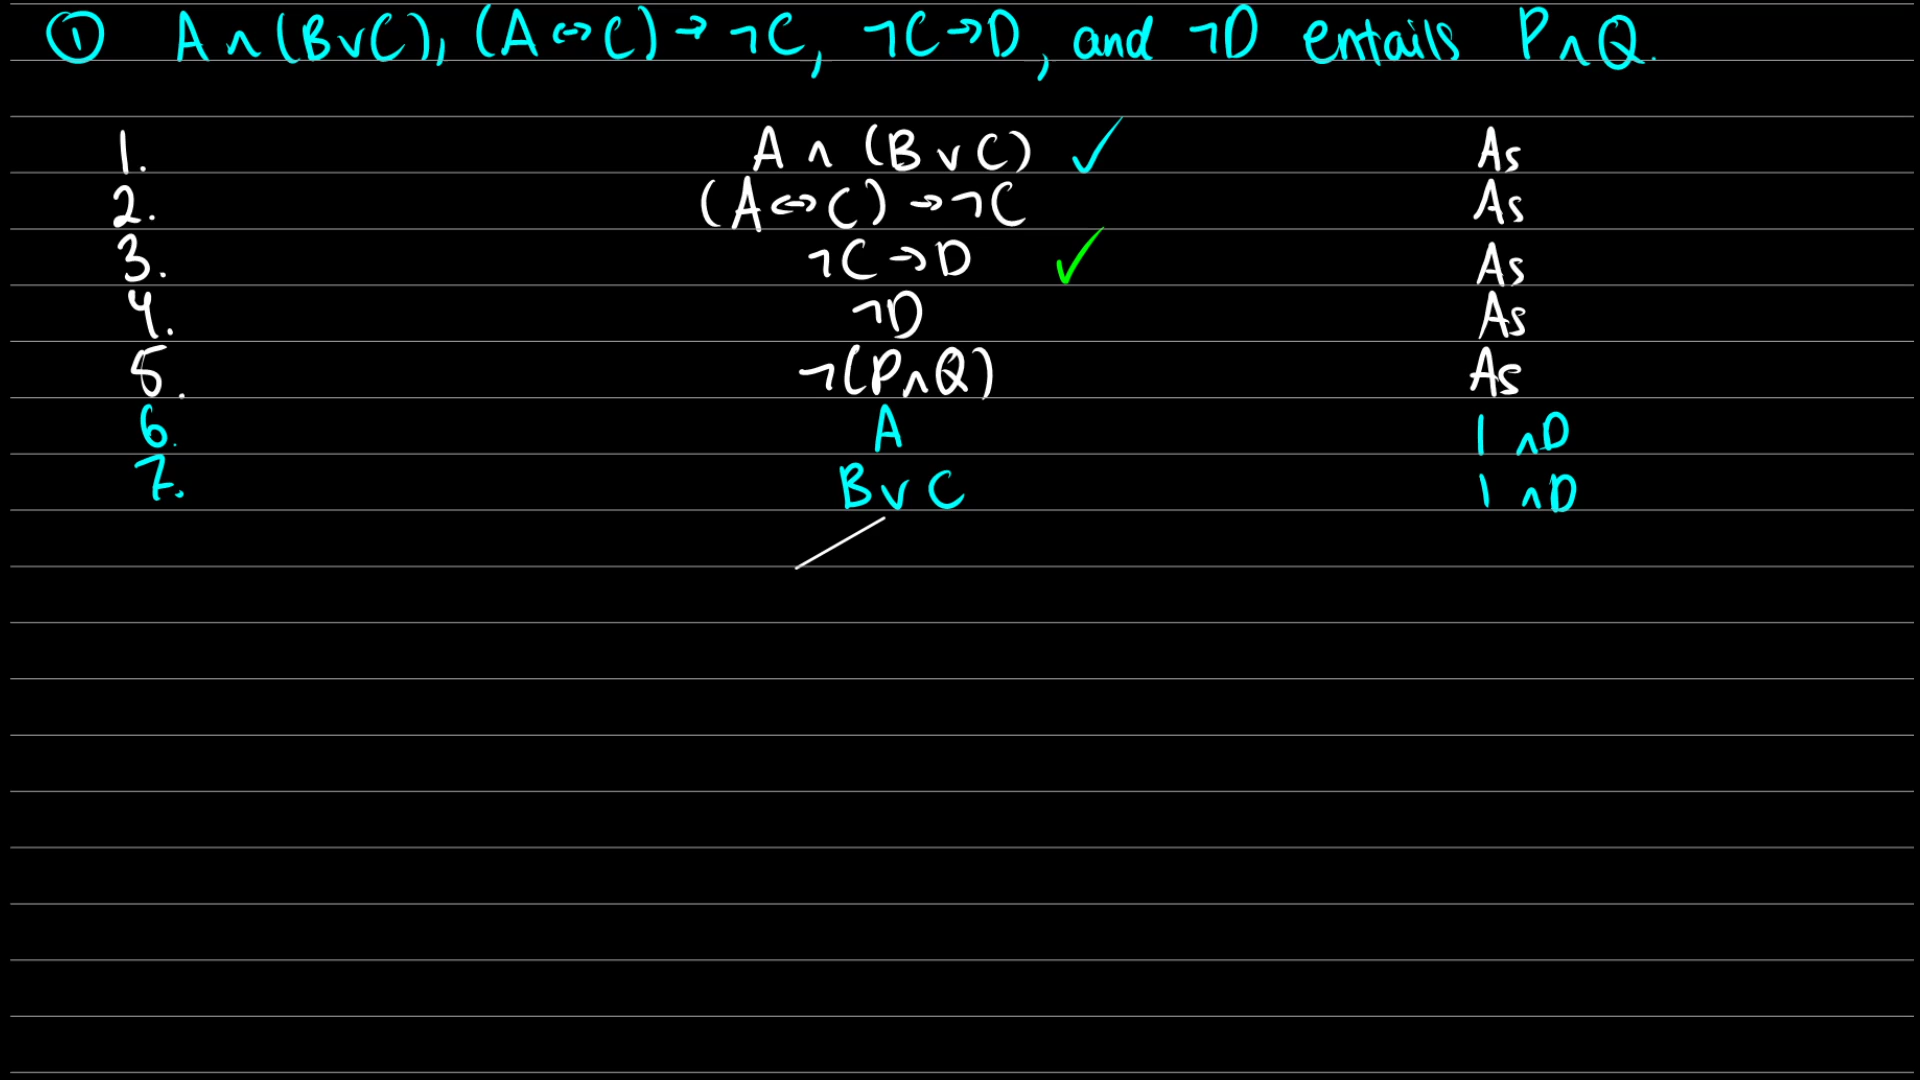 ① A ∧ (B ∨ C), (A ↔ C) → ¬C, ¬C → D, and ¬D entails P ∧ Q.
1. A ∧ (B ∨ C) ✓ As
2. (A ↔ C) → ¬C As
3. ¬C → D ✓ As
4. ¬D As
5. ¬(P ∧ Q) As
6. A 1 ∧D
7. B ∨ C 1 ∧D